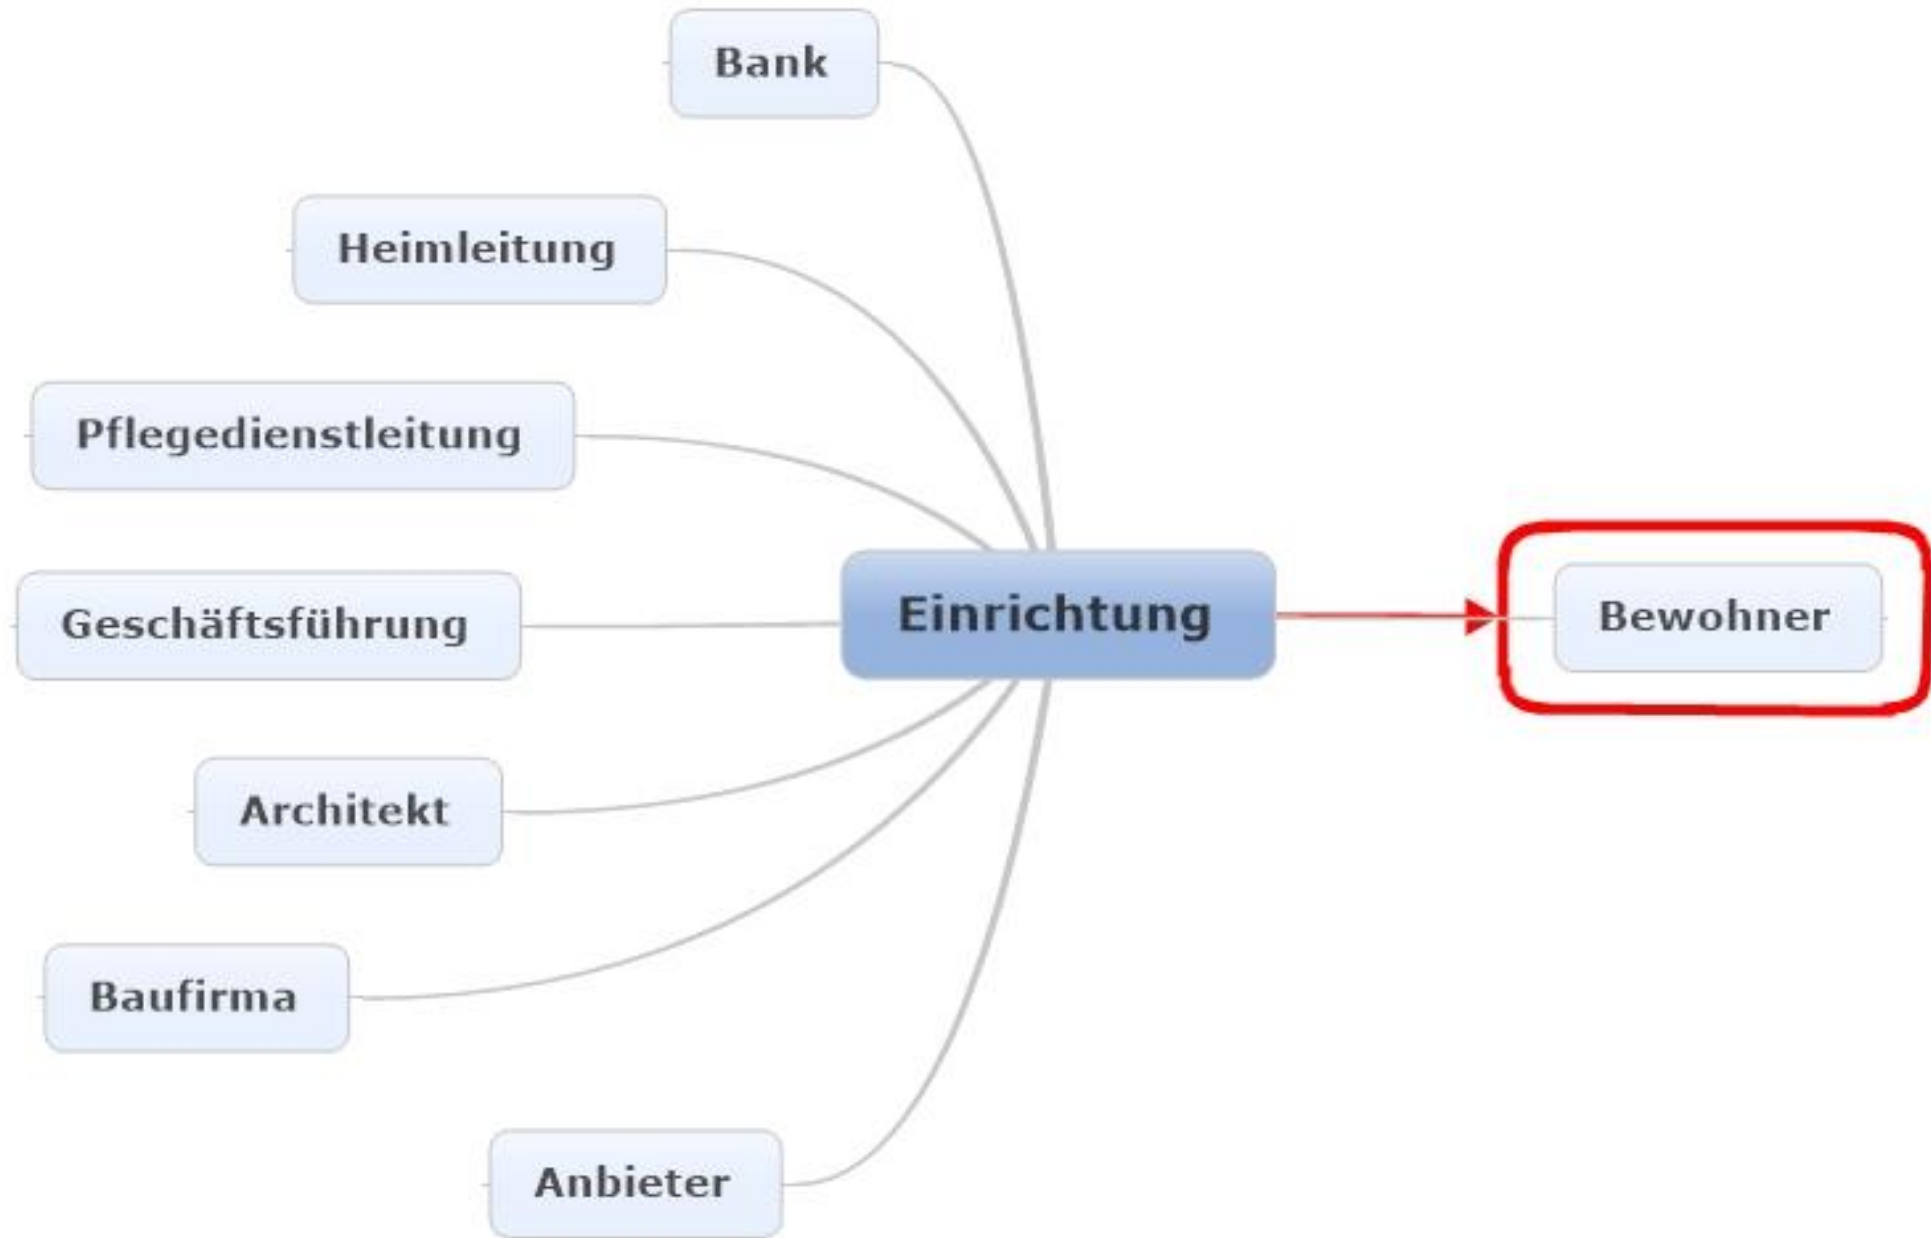 Bank
Heimleitung
Pflegedienstleitung
Geschäftsführung
Einrichtung
Bewohner
Architekt
Baufirma
Anbieter